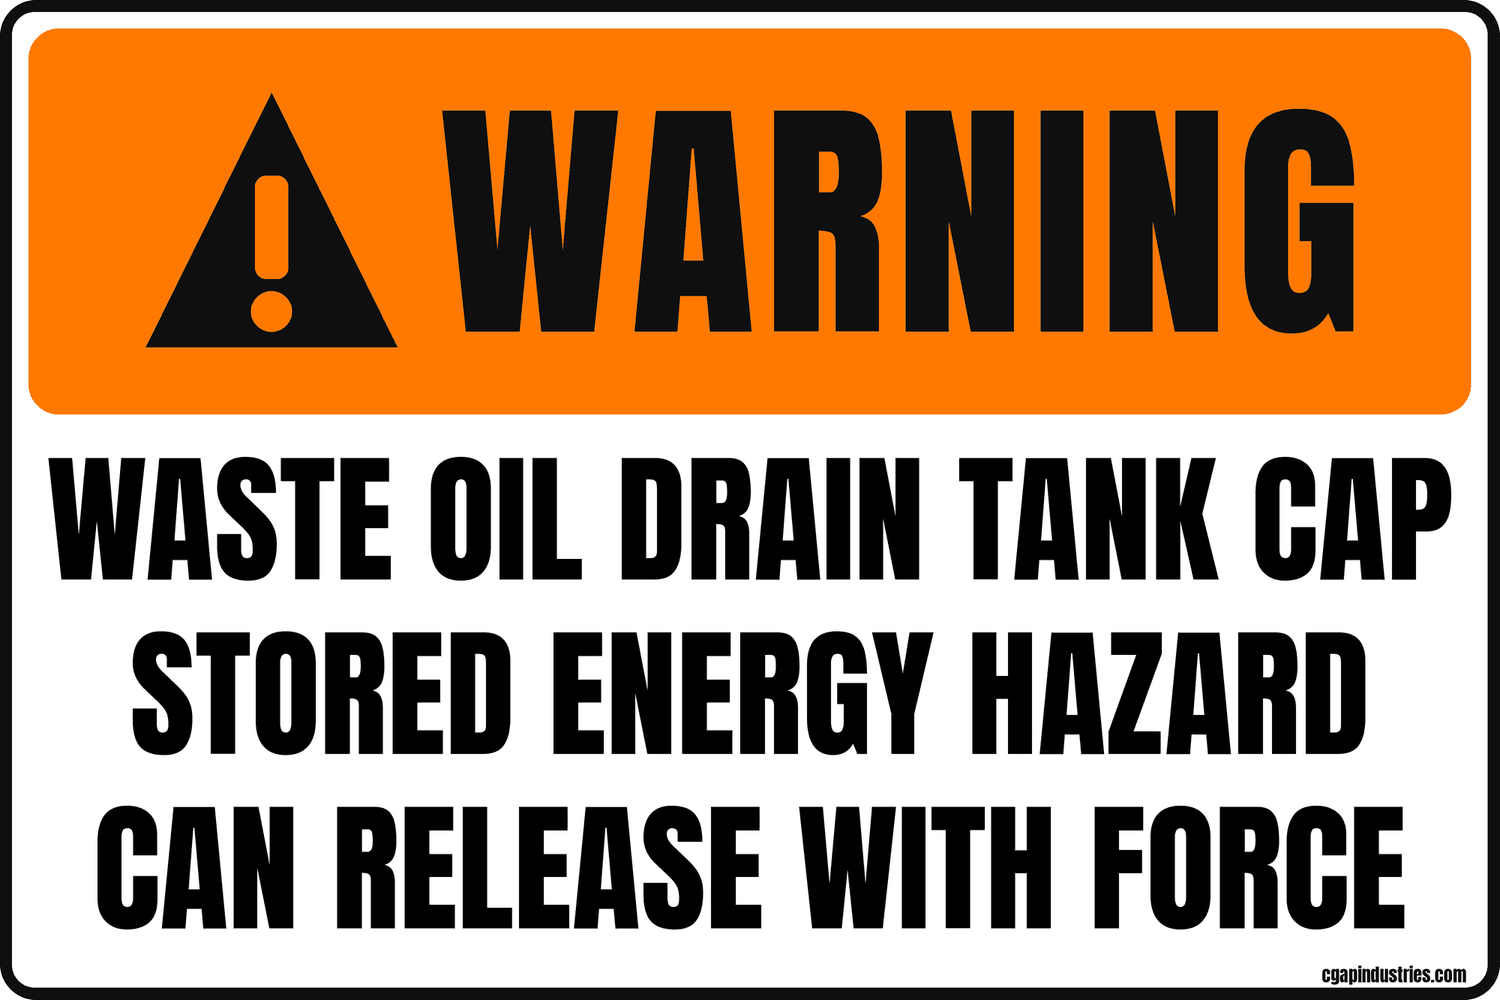 WARNING
WASTE OIL DRAIN TANK CAP
STORED ENERGY HAZARD
CAN RELEASE WITH FORCE
cgapindustries.com